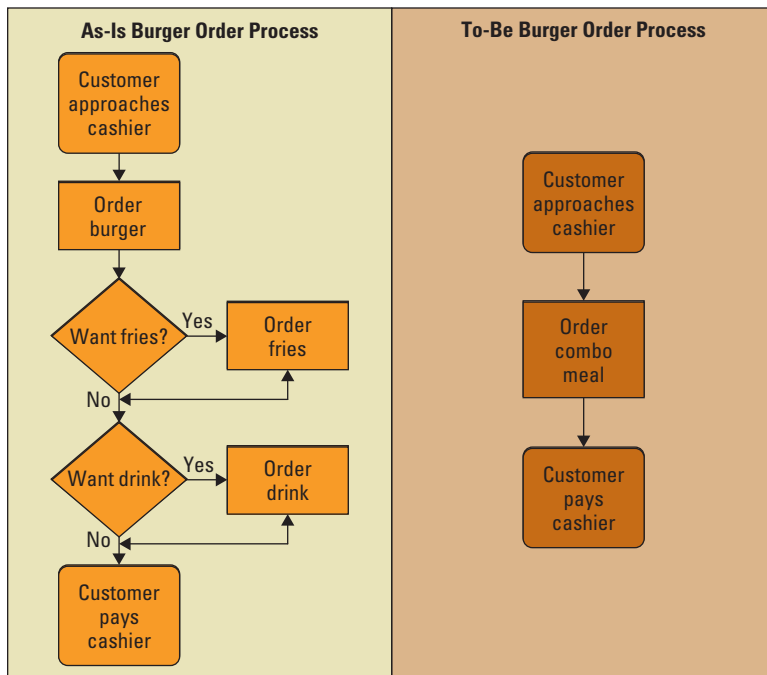 As-Is Burger Order Process
Customer
approaches
cashier
Order
burger
Want fries?
Yes
Order
fries
No
Want drink?
Yes
Order
drink
No
Customer
pays
cashier
To-Be Burger Order Process
Customer
approaches
cashier
Order
combo
meal
Customer
pays
cashier